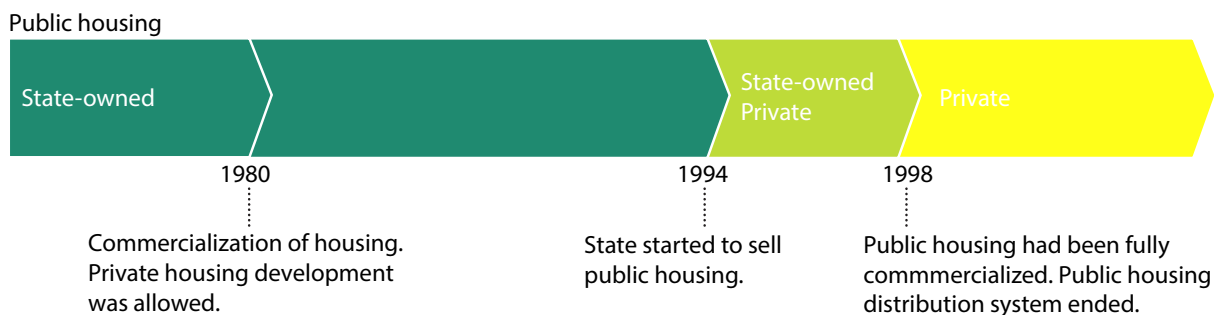 Public housing
State-owned
State-owned
Private
Private
1980
1994
1998
Commercialization of housing.
Private housing development
was allowed.
State started to sell
public housing.
Public housing had been fully
commmercialized. Public housing
distribution system ended.